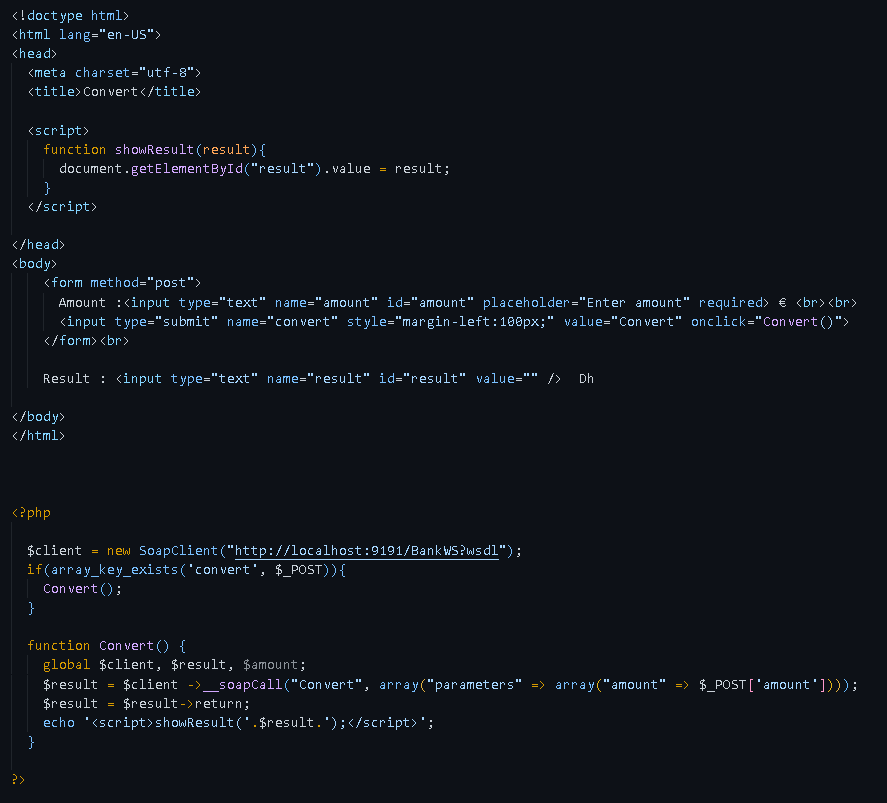 <!doctype html>
<html lang="en-US">
<head>
<meta charset="utf-8">
<title>Convert</title>
<script>
function showResult(result){
document.getElementById("result").value = result;
}
</script>
</head>
<body>
<form method="post">
Amount :<input type="text" name="amount" id="amount" placeholder="Enter amount" required> € <br><br>
<input type="submit" name="convert" style="margin-left:100px;" value="Convert" onclick="Convert()">
</form><br>
Result : <input type="text" name="result" id="result" value="" />  Dh
</body>
</html>
<?php
$client = new SoapClient("http://localhost:9191/BankWS?wsdl");
if(array_key_exists('convert', $_POST)){
Convert();
}
function Convert() {
global $client, $result, $amount;
$result = $client ->__soapCall("Convert", array("parameters" => array("amount" => $_POST['amount'])));
$result = $result->return;
echo '<script>showResult('.$result.');</script>';
}
?>